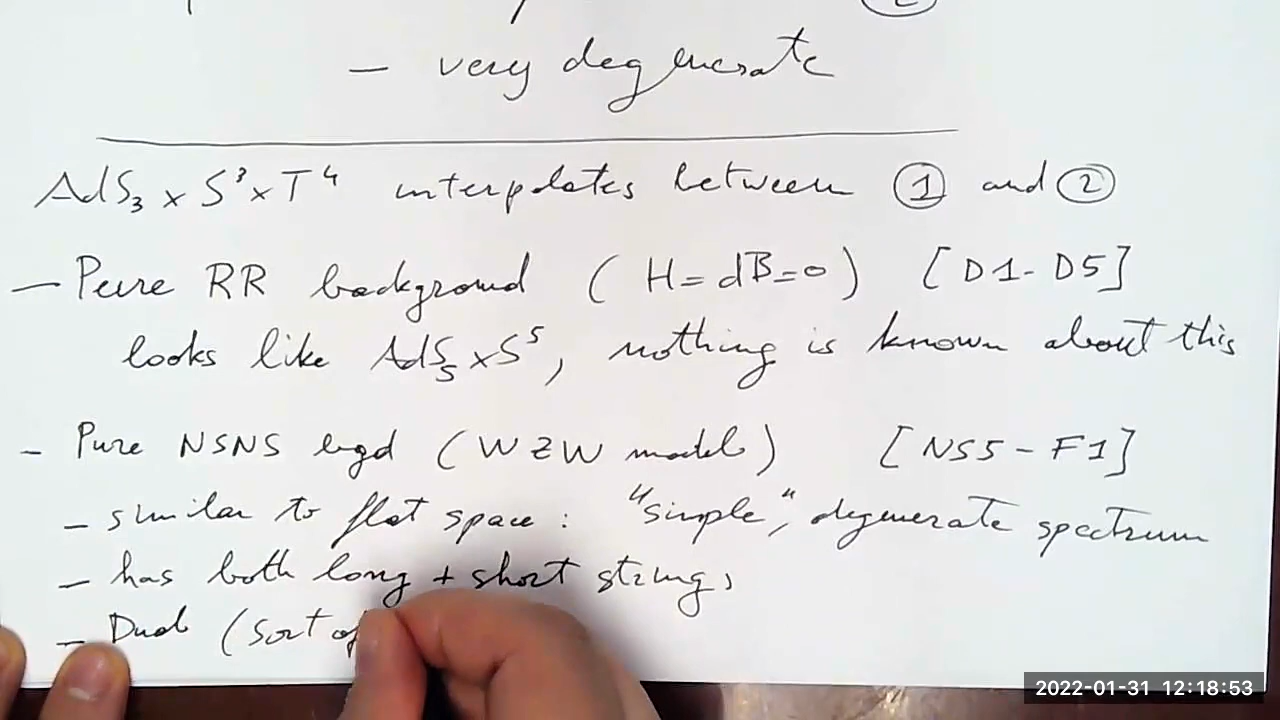 ②
— very degenerate
AdS₃ × S³ × T⁴ interpolates between ① and ②
— Pure RR background ( H = dB = 0 ) [ D1 - D5 ]
looks like AdS₅ × S⁵, nothing is known about this
- Pure NSNS bgd ( WZW models ) [ NS5 - F1 ]
- similar to flat space : "simple", degenerate spectrum
- has both long + short strings
- Dual ( sort of
2022-01-31 12:18:53